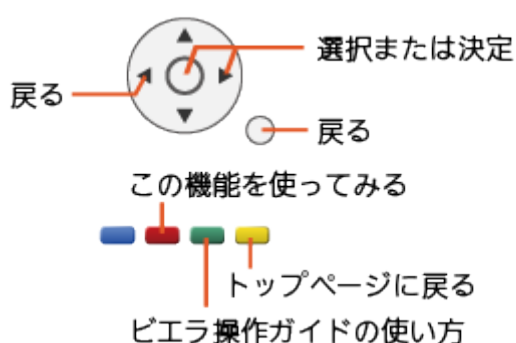 選択または決定
戻る
戻る
この機能を使ってみる
トップページに戻る
ビエラ操作ガイドの使い方